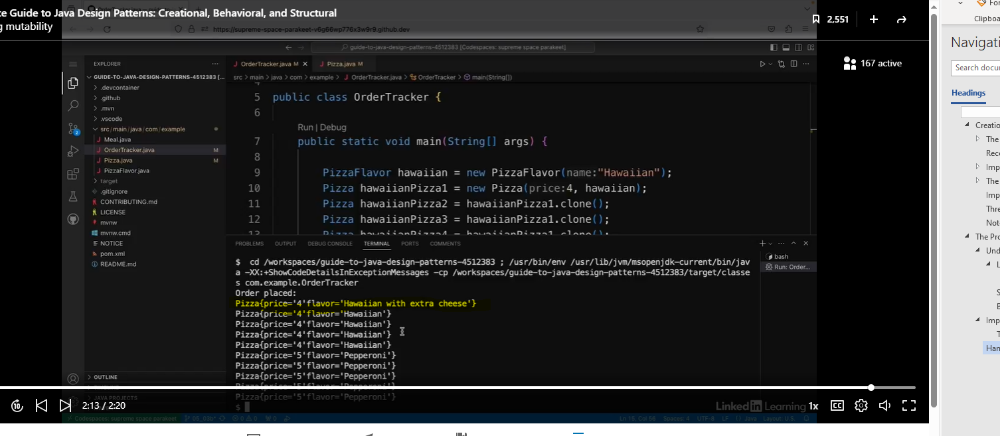 te Guide to Java Design Patterns: Creational, Behavioral, and Structural
g mutability
2,551
167 active
https://supreme-space-parakeet-v6g66wp776x3w9r9.github.dev
guide-to-java-design-patterns-4512383 [Codespaces: supreme space parakeet]
EXPLORER
GUIDE-TO-JAVA-DESIGN-PATTERNS-4512383 [...
.devcontainer
.github
.mvn
.vscode
src/main/java/com/example
Meal.java
OrderTracker.java M
Pizza.java M
PizzaFlavor.java
target
.gitignore
CONTRIBUTING.md
LICENSE
mvnw
mvnw.cmd
NOTICE
pom.xml
README.md
OUTLINE
JAVA PROJECTS
OrderTracker.java M
Pizza.java M
src > main > java > com > example > OrderTracker.java > OrderTracker > main(String[])
5 public class OrderTracker {
6
Run | Debug
7 public static void main(String[] args) {
8
9 PizzaFlavor hawaiian = new PizzaFlavor(name:"Hawaiian");
10 Pizza hawaiianPizza1 = new Pizza(price:4, hawaiian);
11 Pizza hawaiianPizza2 = hawaiianPizza1.clone();
12 Pizza hawaiianPizza3 = hawaiianPizza1.clone();
13 Pizza hawaiianPizza4 = hawaiianPizza1.clone();
PROBLEMS OUTPUT DEBUG CONSOLE TERMINAL PORTS COMMENTS
bash
Run: Order...
$ cd /workspaces/guide-to-java-design-patterns-4512383 ; /usr/bin/env /usr/lib/jvm/msopenjdk-current/bin/jav
a -XX:+ShowCodeDetailsInExceptionMessages -cp /workspaces/guide-to-java-design-patterns-4512383/target/classe
s com.example.OrderTracker
Order placed:
Pizza{price='4'flavor='Hawaiian with extra cheese'}
Pizza{price='4'flavor='Hawaiian'}
Pizza{price='4'flavor='Hawaiian'}
Pizza{price='4'flavor='Hawaiian'}
Pizza{price='4'flavor='Hawaiian'}
Pizza{price='5'flavor='Pepperoni'}
Pizza{price='5'flavor='Pepperoni'}
Pizza{price='5'flavor='Pepperoni'}
Pizza{price='5'flavor='Pepperoni'}
Pizza{price='5'flavor='Pepperoni'}
$
10
2:13 / 2:20
LinkedIn Learning
1x
CC
Codespaces: supreme space parakeet
05_03b*
Ln 15, Col 56 Spaces: 4 UTF-8 LF {} Java Layout: U.S.
For
Clipboa
Navigati
Search docu
Headings
Creatio
The
Rece
Imp
The
Imp
Thre
Not
The Pro
Und
L
S
B
Imp
T
Han